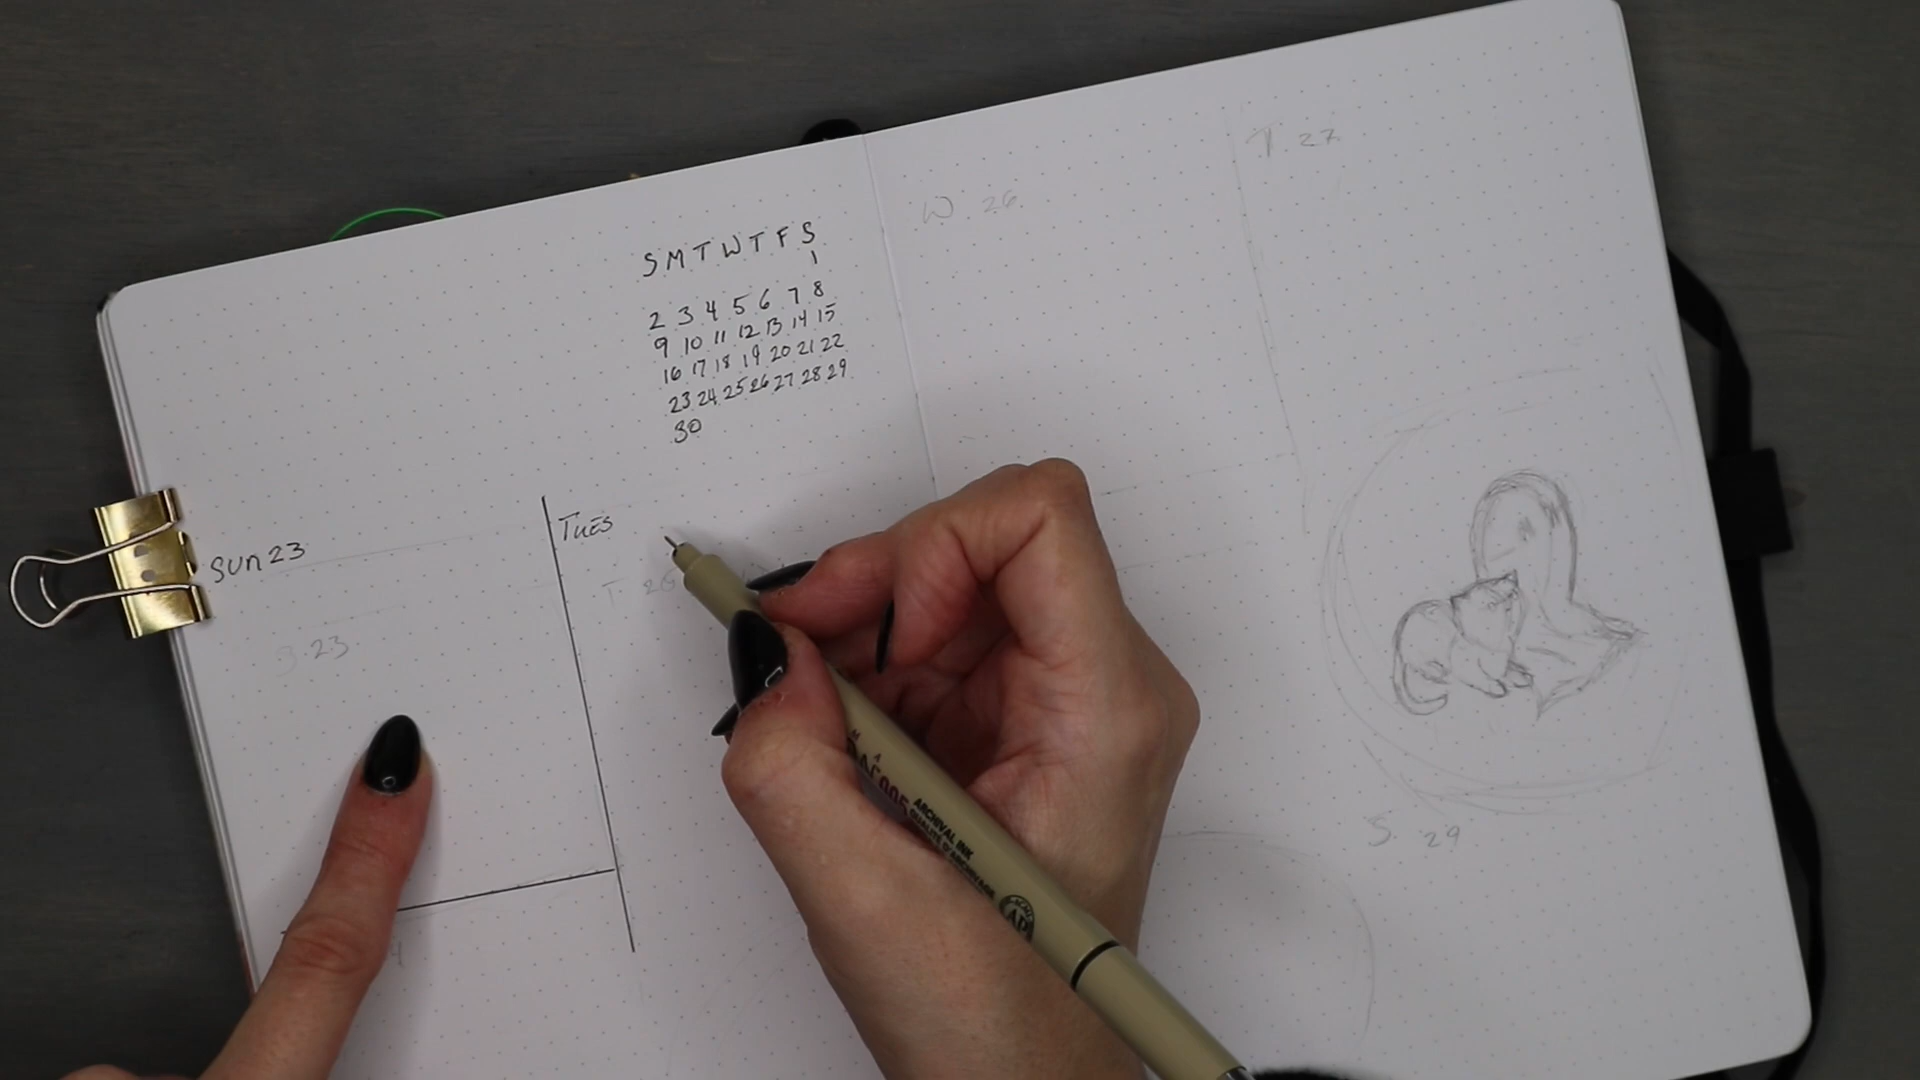 S M T W T F S
1
2 3 4 5 6 7 8
9 10 11 12 13 14 15
16 17 18 19 20 21 22
23 24 25 26 27 28 29
30
Sun 23
S 23
Tues
W 26
T 27
S 29
005
ARCHIVAL INK